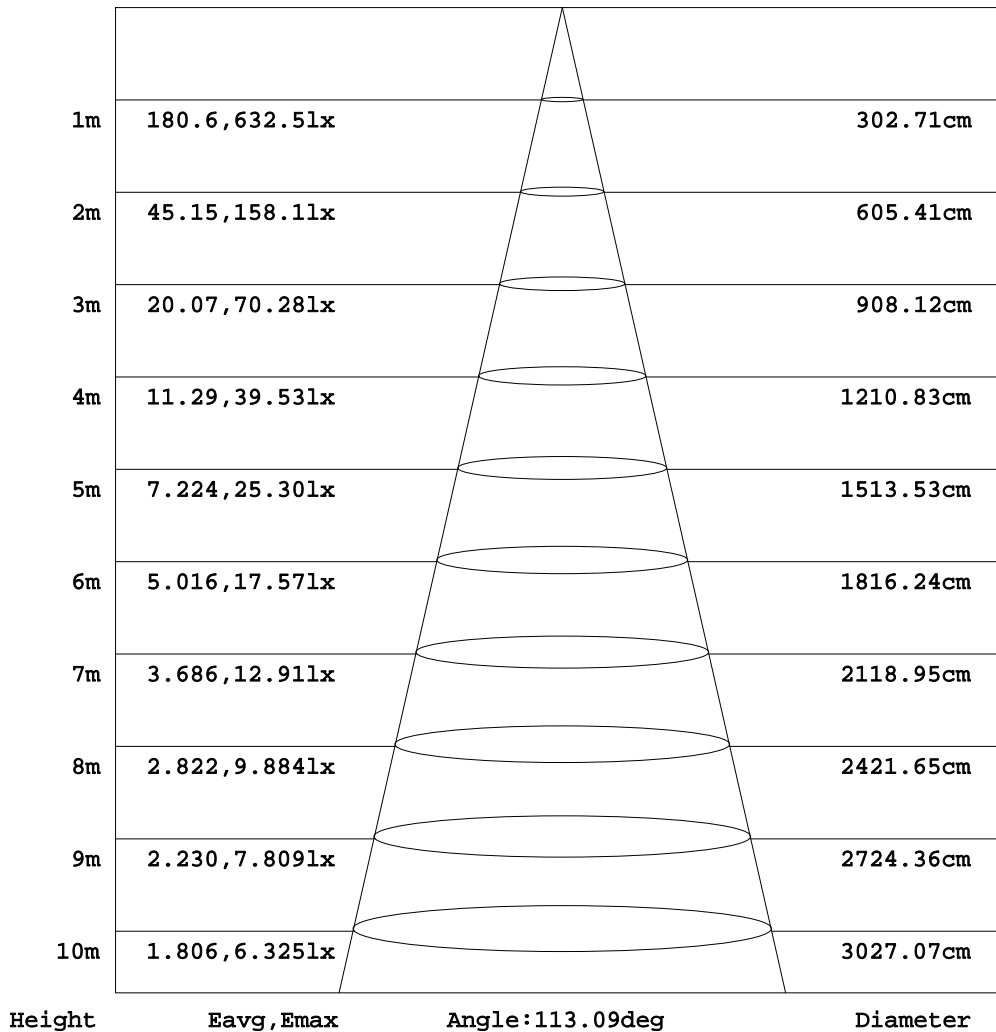 1m 180.6,632.5lx 302.71cm
2m 45.15,158.1lx 605.41cm
3m 20.07,70.28lx 908.12cm
4m 11.29,39.53lx 1210.83cm
5m 7.224,25.30lx 1513.53cm
6m 5.016,17.57lx 1816.24cm
7m 3.686,12.91lx 2118.95cm
8m 2.822,9.884lx 2421.65cm
9m 2.230,7.809lx 2724.36cm
10m 1.806,6.325lx 3027.07cm
Height Eavg,Emax Angle:113.09deg Diameter